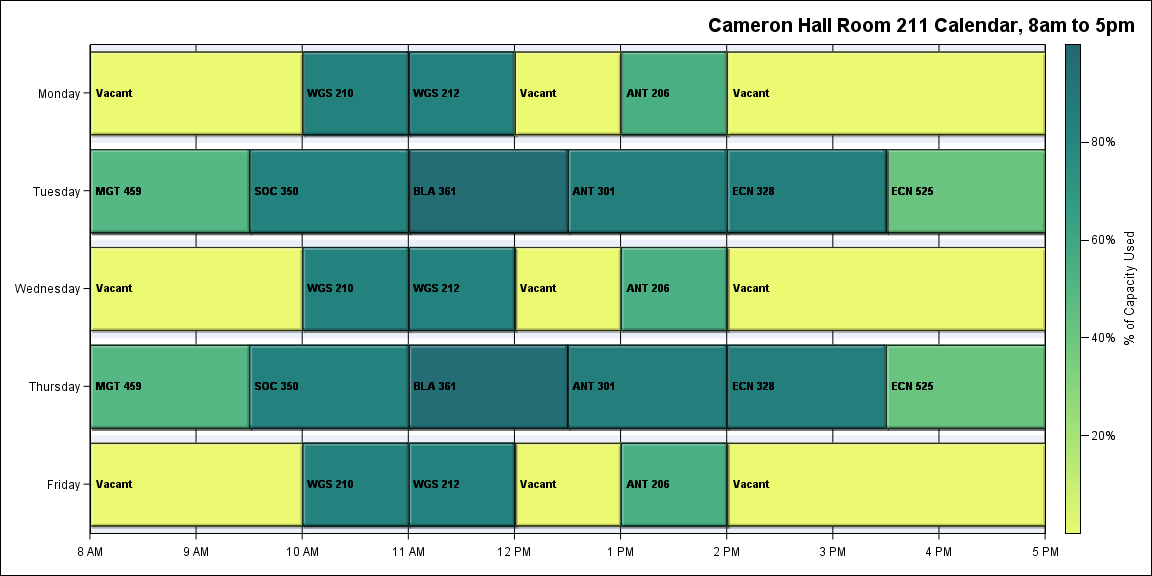 Cameron Hall Room 211 Calendar, 8am to 5pm
Monday
Vacant
WGS 210
WGS 212
Vacant
ANT 206
Vacant
Tuesday
MGT 459
SOC 350
BLA 361
ANT 301
ECN 328
ECN 525
Wednesday
Vacant
WGS 210
WGS 212
Vacant
ANT 206
Vacant
Thursday
MGT 459
SOC 350
BLA 361
ANT 301
ECN 328
ECN 525
Friday
Vacant
WGS 210
WGS 212
Vacant
ANT 206
Vacant
8 AM
9 AM
10 AM
11 AM
12 PM
1 PM
2 PM
3 PM
4 PM
5 PM
80%
60%
40%
20%
% of Capacity Used